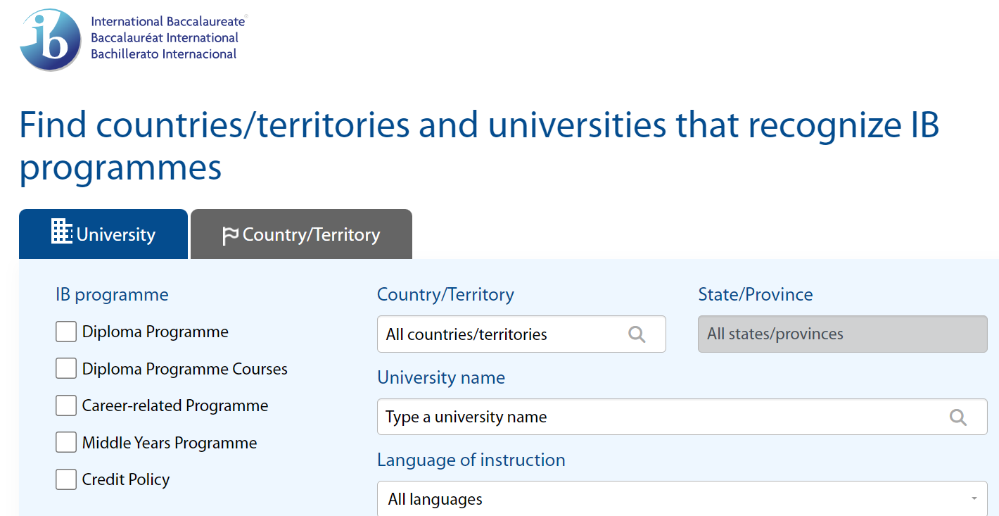 ib
International Baccalaureate®
Baccalauréat International
Bachillerato Internacional
Find countries/territories and universities that recognize IB
programmes
University
Country/Territory
IB programme
Diploma Programme
Diploma Programme Courses
Career-related Programme
Middle Years Programme
Credit Policy
Country/Territory
All countries/territories
State/Province
All states/provinces
University name
Type a university name
Language of instruction
All languages